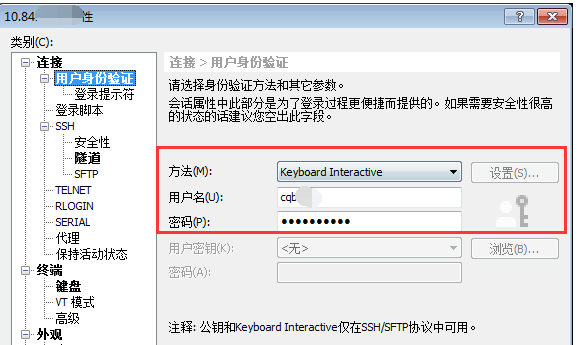 10.84. 性
类别(C):
连接
用户身份验证
登录提示符
登录脚本
SSH
安全性
隧道
SFTP
TELNET
RLOGIN
SERIAL
代理
保持活动状态
终端
键盘
VT 模式
高级
外观
连接 > 用户身份验证
请选择身份验证方法和其它参数。
会话属性中此部分是为了登录过程更便捷而提供的。如果需要安全性很高
的状态的话建议您空出此字段。
方法(M): Keyboard Interactive 设置(S)...
用户名(U): cqb
密码(P): ●●●●●●●●●●
用户密钥(K): <无> 浏览(B)...
密码(A):
注释: 公钥和Keyboard Interactive仅在SSH/SFTP协议中可用。